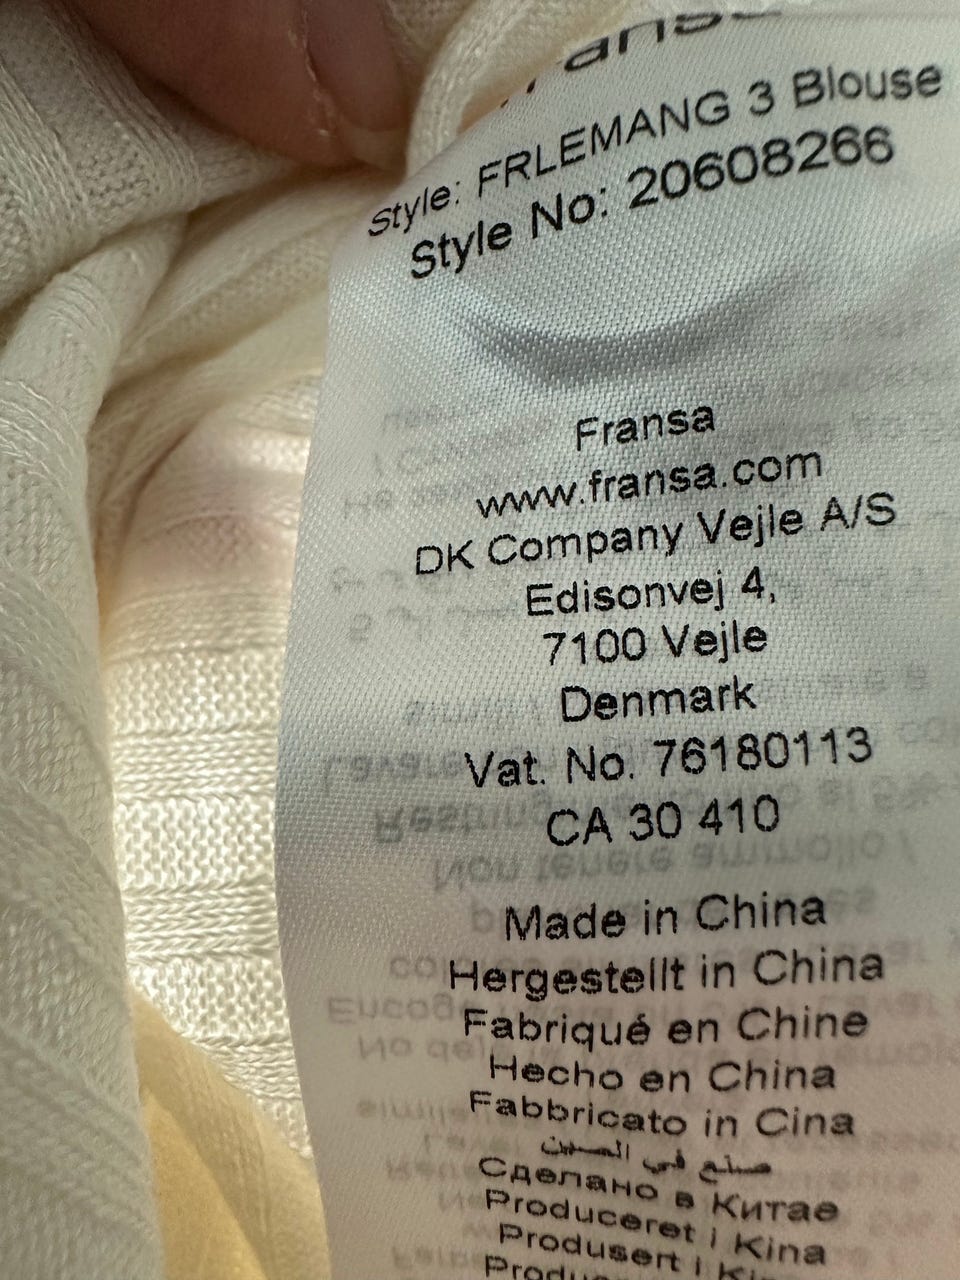 Style: FRLEMANG 3 Blouse
Style No: 20608266
Fransa
www.fransa.com
DK Company Vejle A/S
Edisonvej 4,
7100 Vejle
Denmark
Vat. No. 76180113
CA 30 410
Made in China
Hergestellt in China
Fabriqué en Chine
Hecho en China
Fabbricato in Cina
صنع في الصين
Сделано в Китае
Produceret i Kina
Produsert i